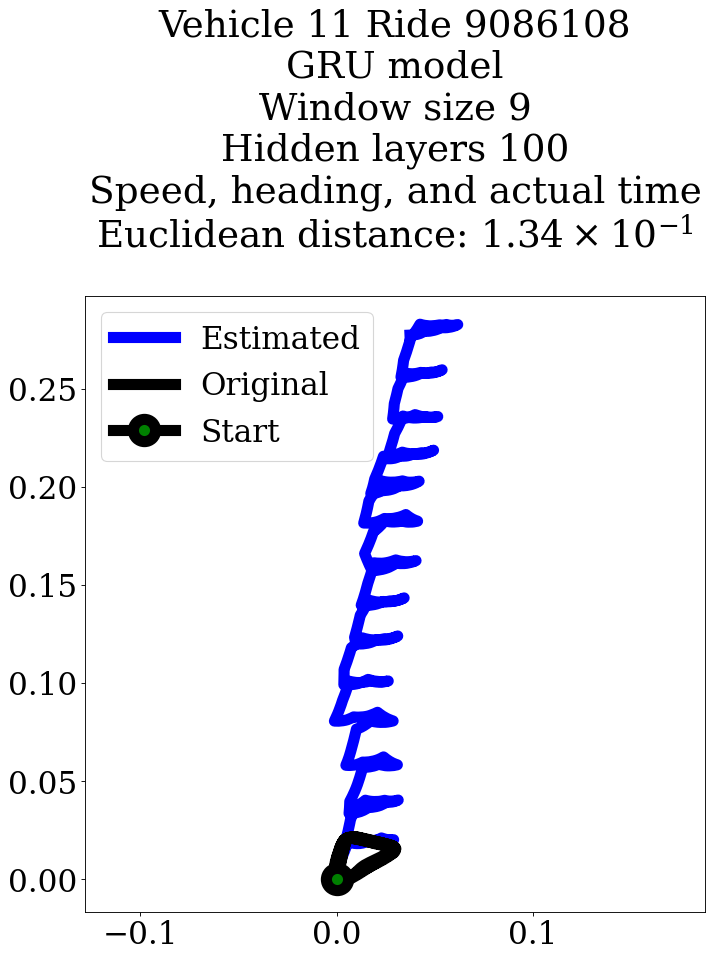 Vehicle 11 Ride 9086108
GRU model
Window size 9
Hidden layers 100
Speed, heading, and actual time
Euclidean distance: 1.34 × 10⁻¹
Estimated
Original
Start
0.25
0.20
0.15
0.10
0.05
0.00
−0.1 0.0 0.1